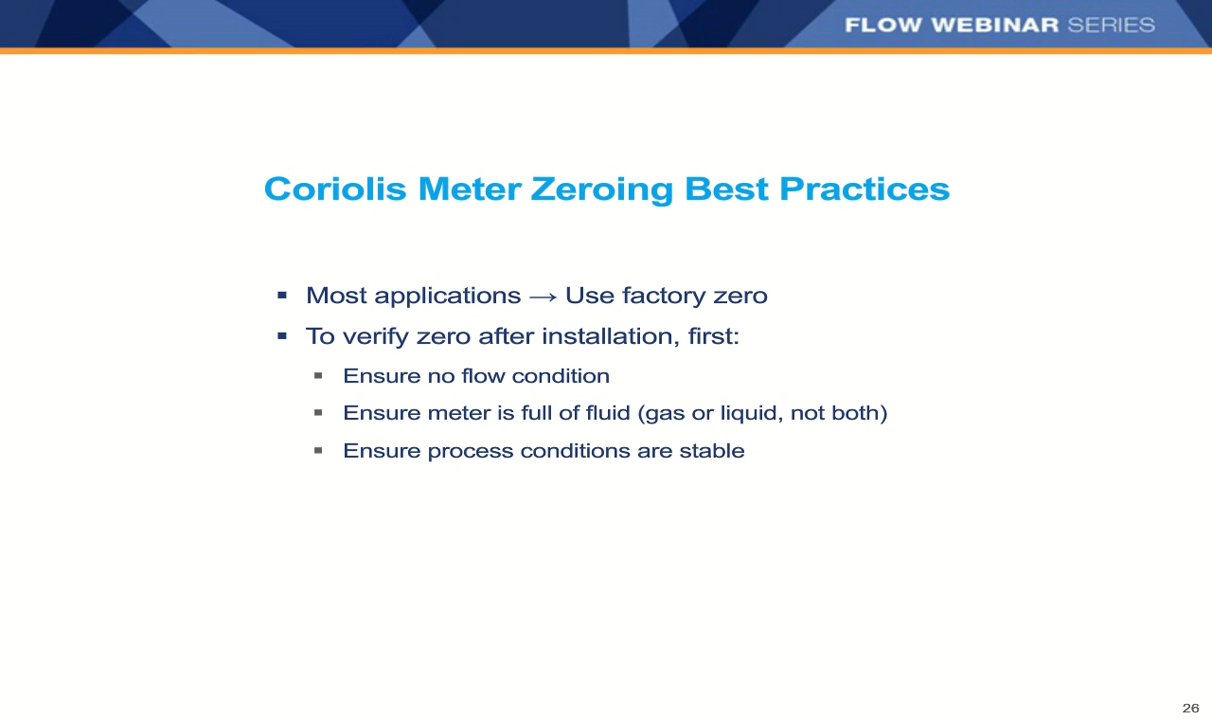 FLOW WEBINAR SERIES
Coriolis Meter Zeroing Best Practices
▪ Most applications → Use factory zero
▪ To verify zero after installation, first:
▪ Ensure no flow condition
▪ Ensure meter is full of fluid (gas or liquid, not both)
▪ Ensure process conditions are stable
26